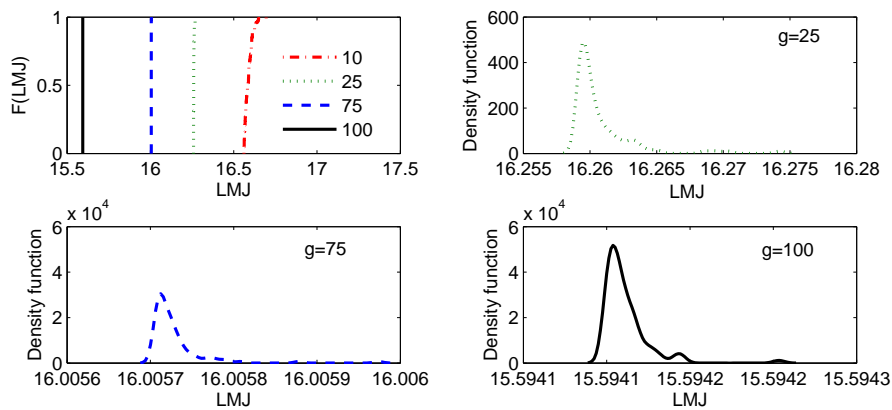 1
0.5
0
F(LMJ)
10
25
75
100
15.5 16 16.5 17 17.5
LMJ
600
400
200
0
Density function
g=25
16.255 16.26 16.265 16.27 16.275 16.28
LMJ
x 10^4
6
4
2
0
Density function
g=75
16.0056 16.0057 16.0058 16.0059 16.006
LMJ
x 10^4
6
4
2
0
Density function
g=100
15.5941 15.5941 15.5942 15.5942 15.5943
LMJ